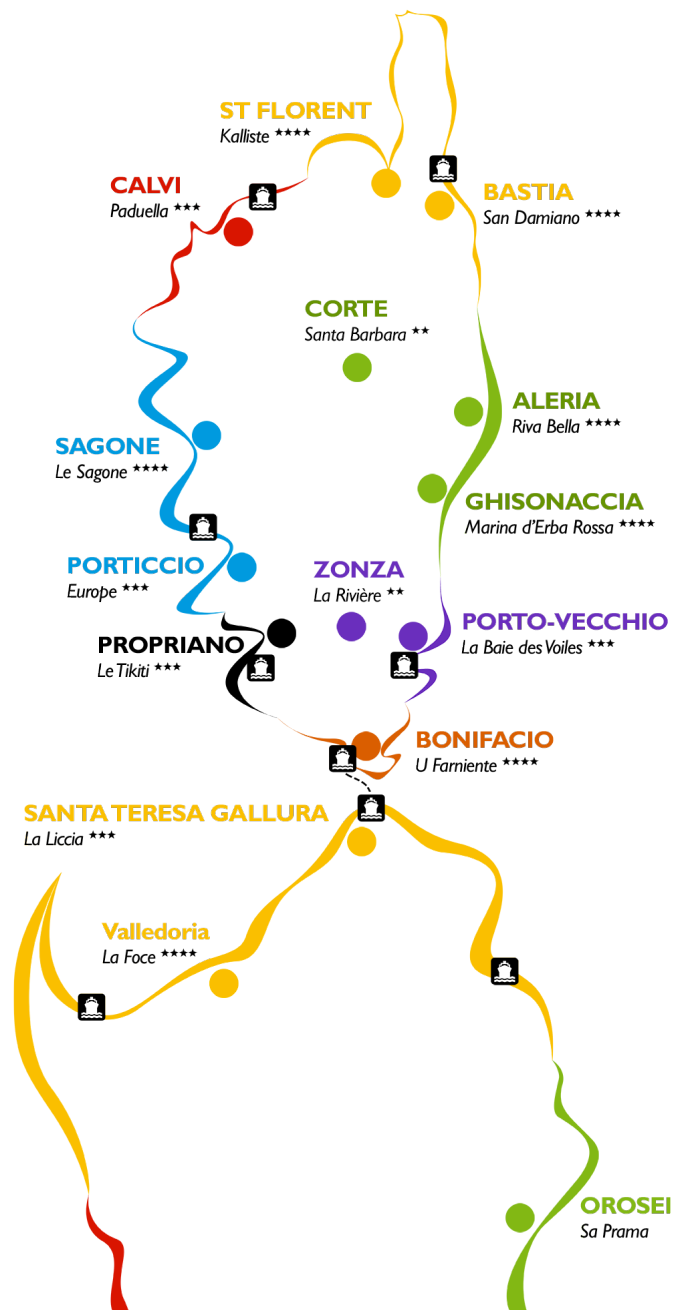 ST FLORENT
Kalliste ★★★★
CALVI
Paduella ★★★
BASTIA
San Damiano ★★★★
CORTE
Santa Barbara ★★
ALERIA
Riva Bella ★★★★
SAGONE
Le Sagone ★★★★
GHISONACCIA
Marina d'Erba Rossa ★★★★
PORTICCIO
Europe ★★★
ZONZA
La Rivière ★★
PORTO-VECCHIO
La Baie des Voiles ★★★
PROPRIANO
Le Tikiti ★★★
BONIFACIO
U Farniente ★★★★
SANTA TERESA GALLURA
La Liccia ★★★
Valledoria
La Foce ★★★★
OROSEI
Sa Prama